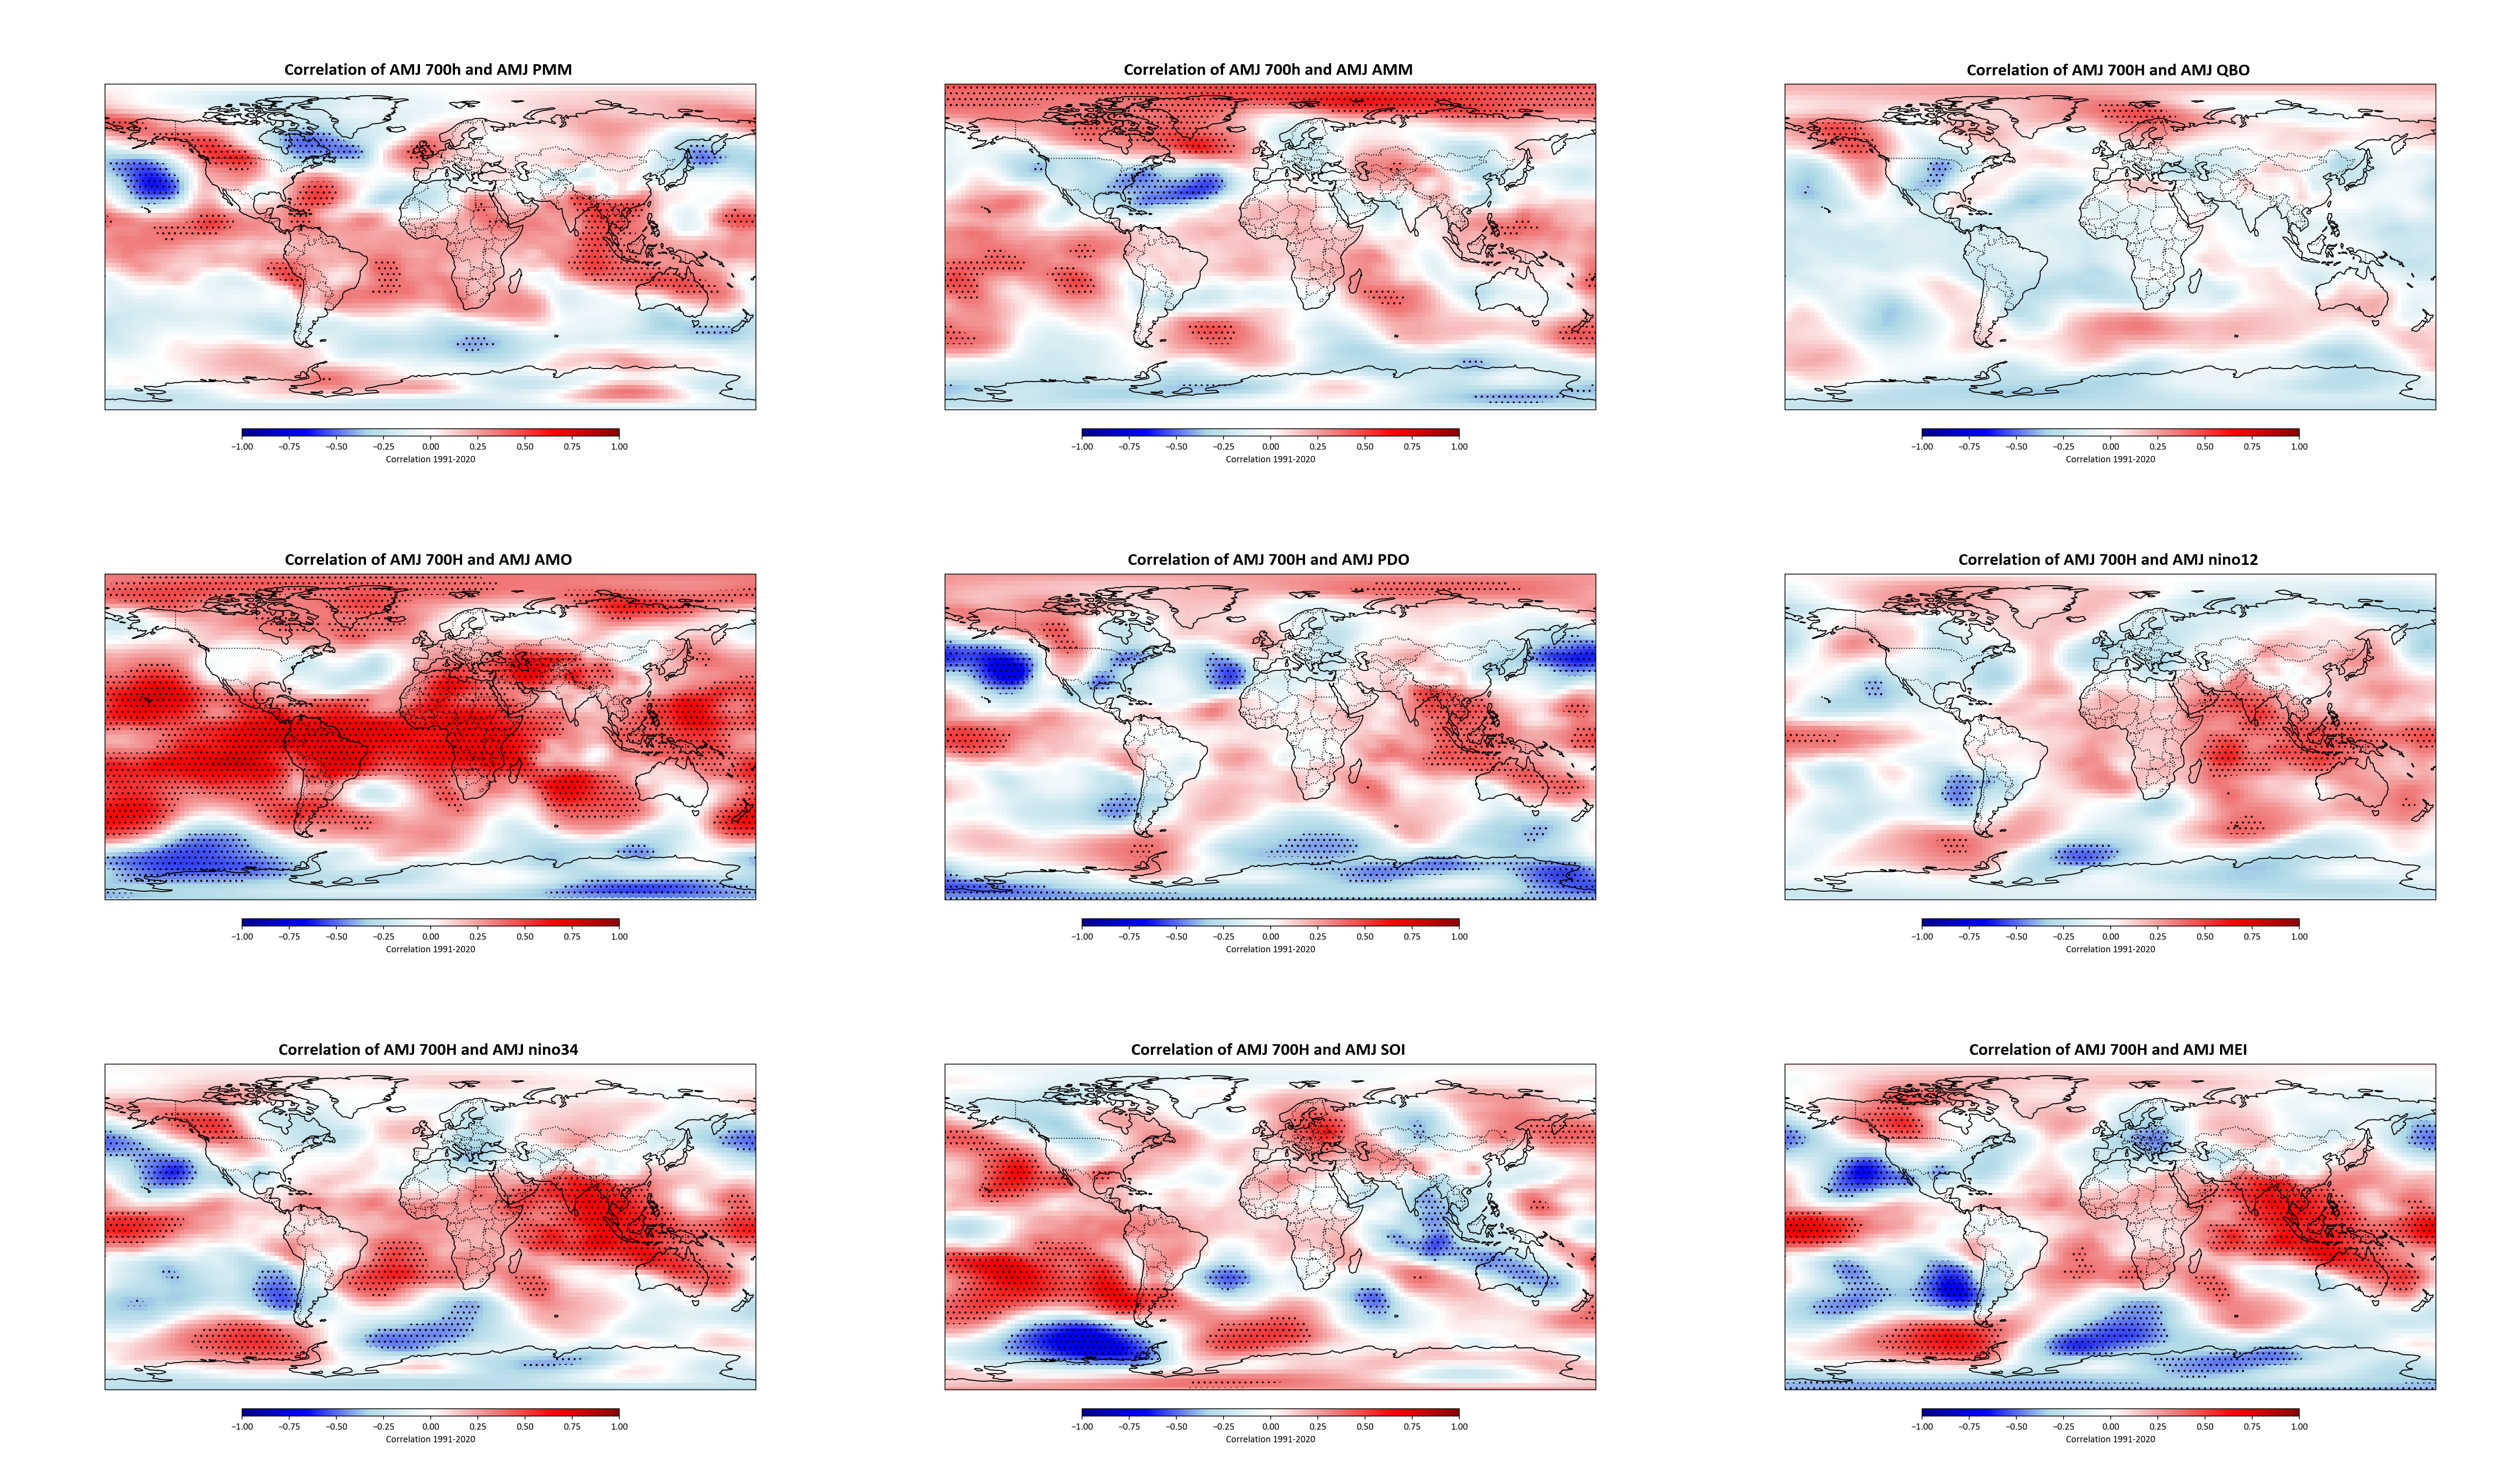 Correlation of AMJ 700h and AMJ PMM
−1.00 −0.75 −0.50 −0.25 0.00 0.25 0.50 0.75 1.00
Correlation 1991-2020
Correlation of AMJ 700h and AMJ AMM
−1.00 −0.75 −0.50 −0.25 0.00 0.25 0.50 0.75 1.00
Correlation 1991-2020
Correlation of AMJ 700H and AMJ QBO
−1.00 −0.75 −0.50 −0.25 0.00 0.25 0.50 0.75 1.00
Correlation 1991-2020
Correlation of AMJ 700H and AMJ AMO
−1.00 −0.75 −0.50 −0.25 0.00 0.25 0.50 0.75 1.00
Correlation 1991-2020
Correlation of AMJ 700H and AMJ PDO
−1.00 −0.75 −0.50 −0.25 0.00 0.25 0.50 0.75 1.00
Correlation 1991-2020
Correlation of AMJ 700H and AMJ nino12
−1.00 −0.75 −0.50 −0.25 0.00 0.25 0.50 0.75 1.00
Correlation 1991-2020
Correlation of AMJ 700H and AMJ nino34
−1.00 −0.75 −0.50 −0.25 0.00 0.25 0.50 0.75 1.00
Correlation 1991-2020
Correlation of AMJ 700H and AMJ SOI
−1.00 −0.75 −0.50 −0.25 0.00 0.25 0.50 0.75 1.00
Correlation 1991-2020
Correlation of AMJ 700H and AMJ MEI
−1.00 −0.75 −0.50 −0.25 0.00 0.25 0.50 0.75 1.00
Correlation 1991-2020